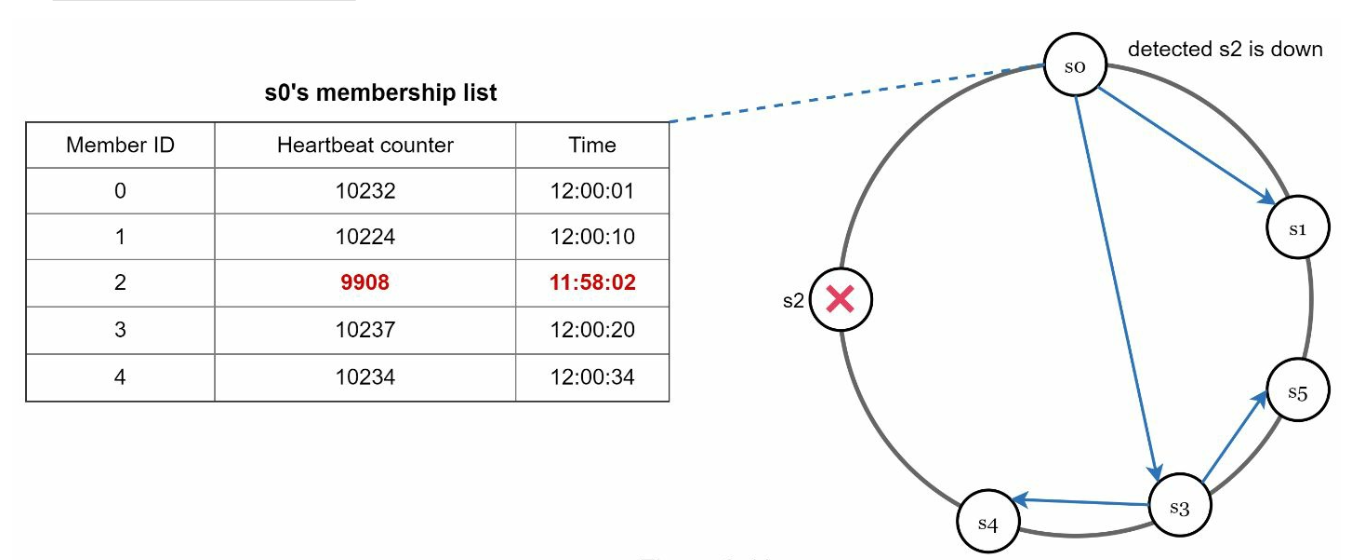 s0's membership list
Member ID Heartbeat counter Time
0 10232 12:00:01
1 10224 12:00:10
2 9908 11:58:02
3 10237 12:00:20
4 10234 12:00:34
detected s2 is down
s0
s1
s2
s5
s3
s4